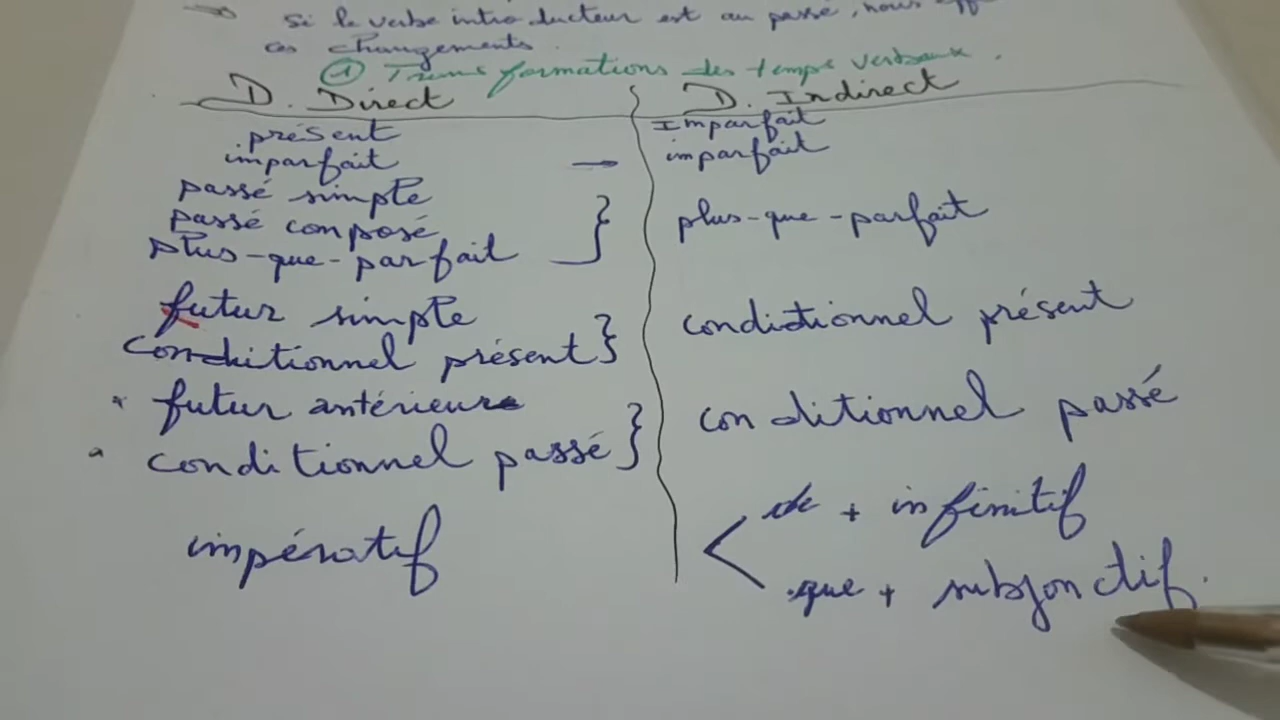 Si le verbe introducteur est au passé, nous
ces changements.
① Transformations des temps verbaux.
D. Direct D. Indirect
présent Imparfait
imparfait → imparfait
passé simple
passé composé } plus-que-parfait
plus-que-parfait
futur simple } conditionnel présent
conditionnel présent
futur antérieur } conditionnel passé
conditionnel passé
impératif < de + infinitif
que + subjonctif.